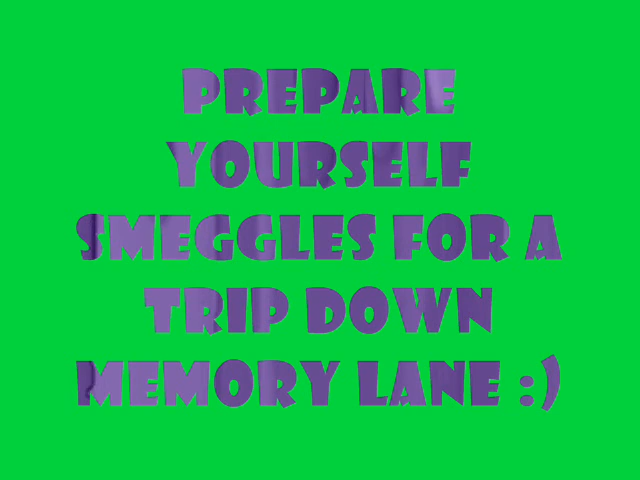 PREPARE
YOURSELF
SMEGGLES FOR A
TRIP DOWN
MEMORY LANE :)